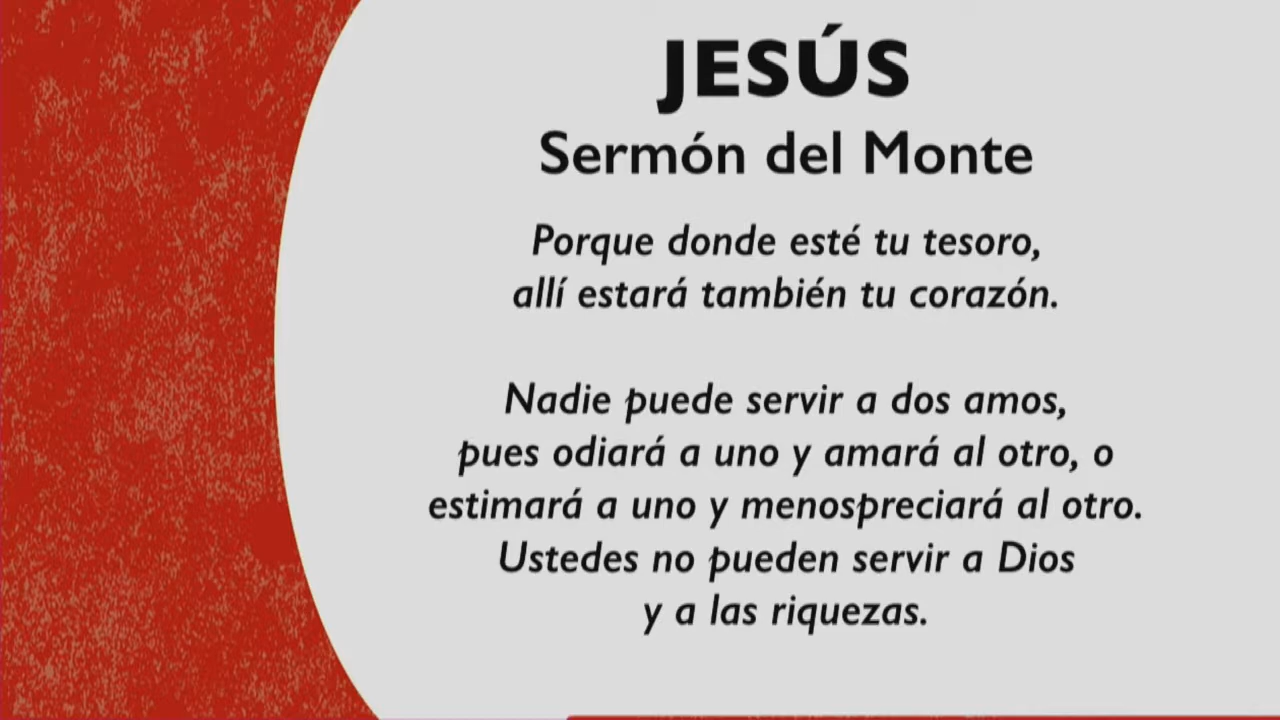 JESÚS
Sermón del Monte
Porque donde esté tu tesoro,
allí estará también tu corazón.
Nadie puede servir a dos amos,
pues odiará a uno y amará al otro, o
estimará a uno y menospreciará al otro.
Ustedes no pueden servir a Dios
y a las riquezas.